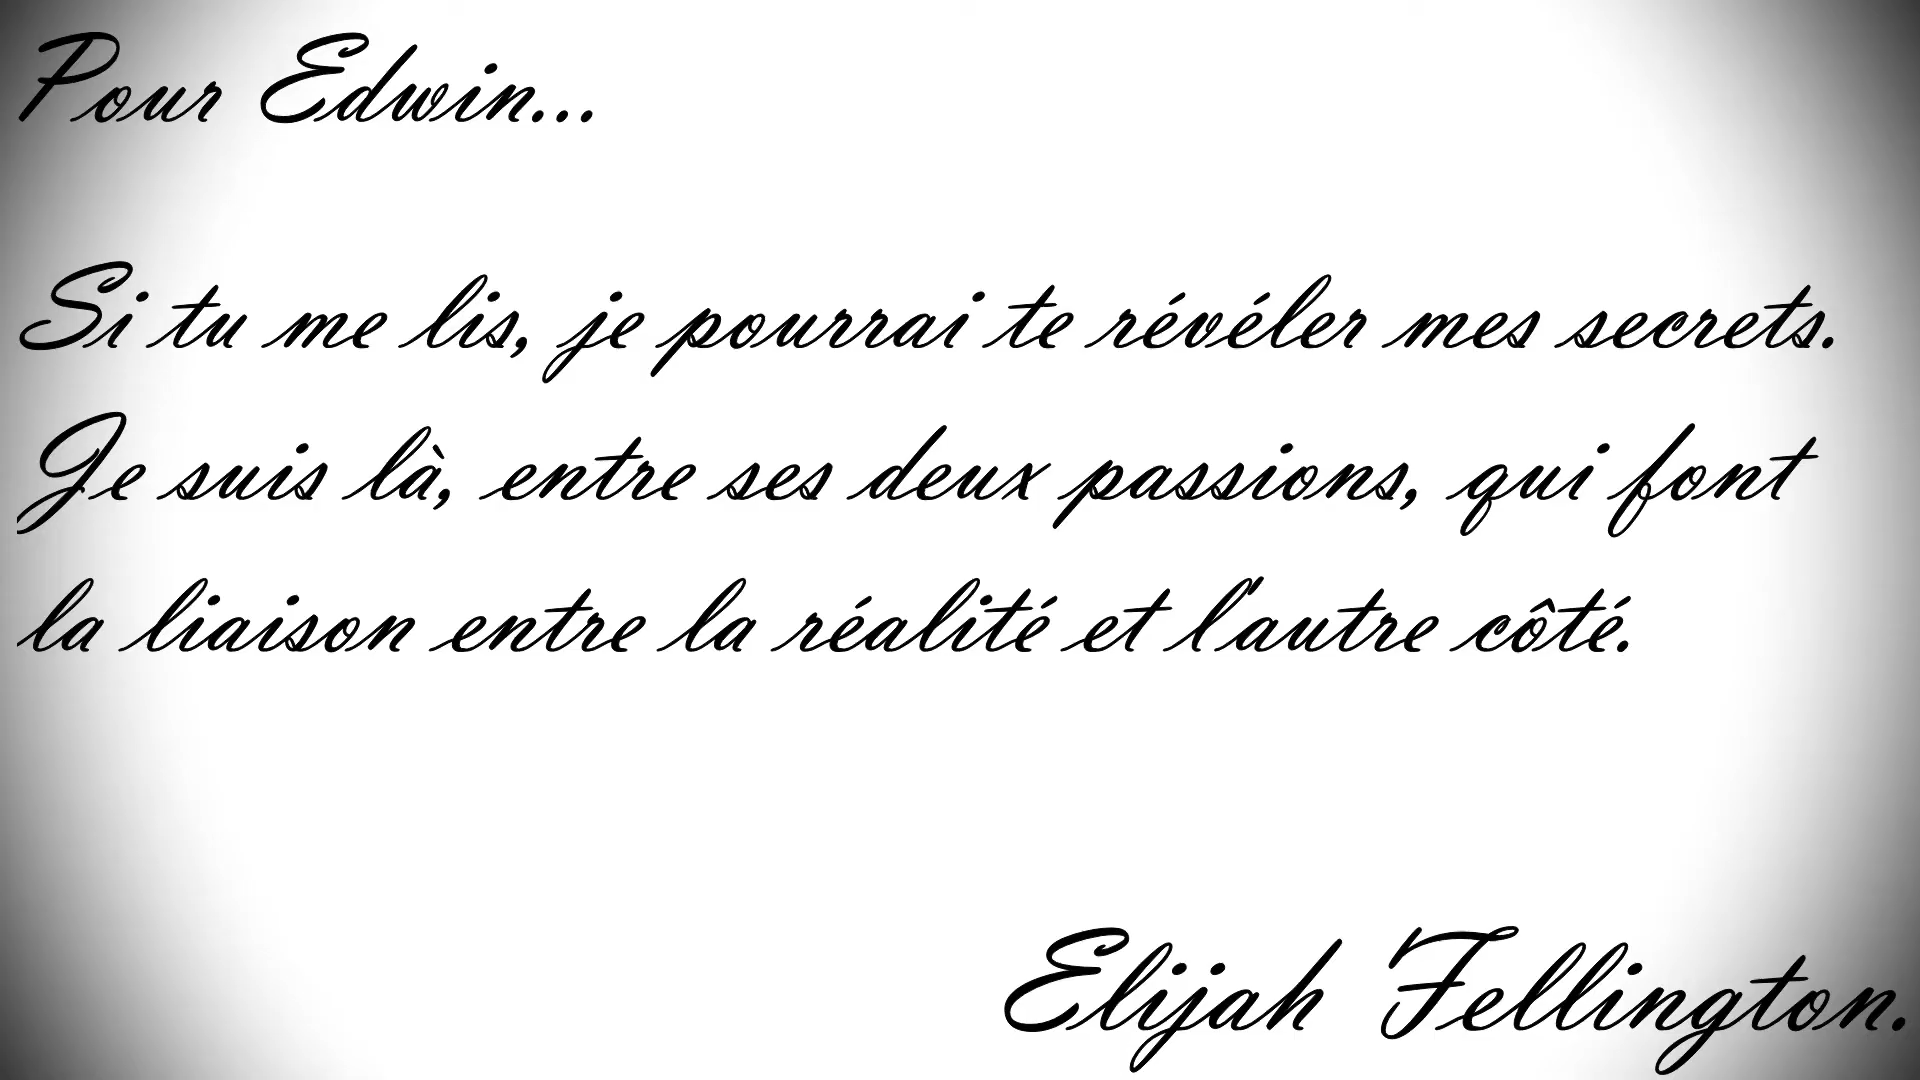 Pour Edwin...
Si tu me lis, je pourrai te révéler mes secrets.
Je suis là, entre ses deux passions, qui font
la liaison entre la réalité et l'autre côté.
Elijah Fellington.